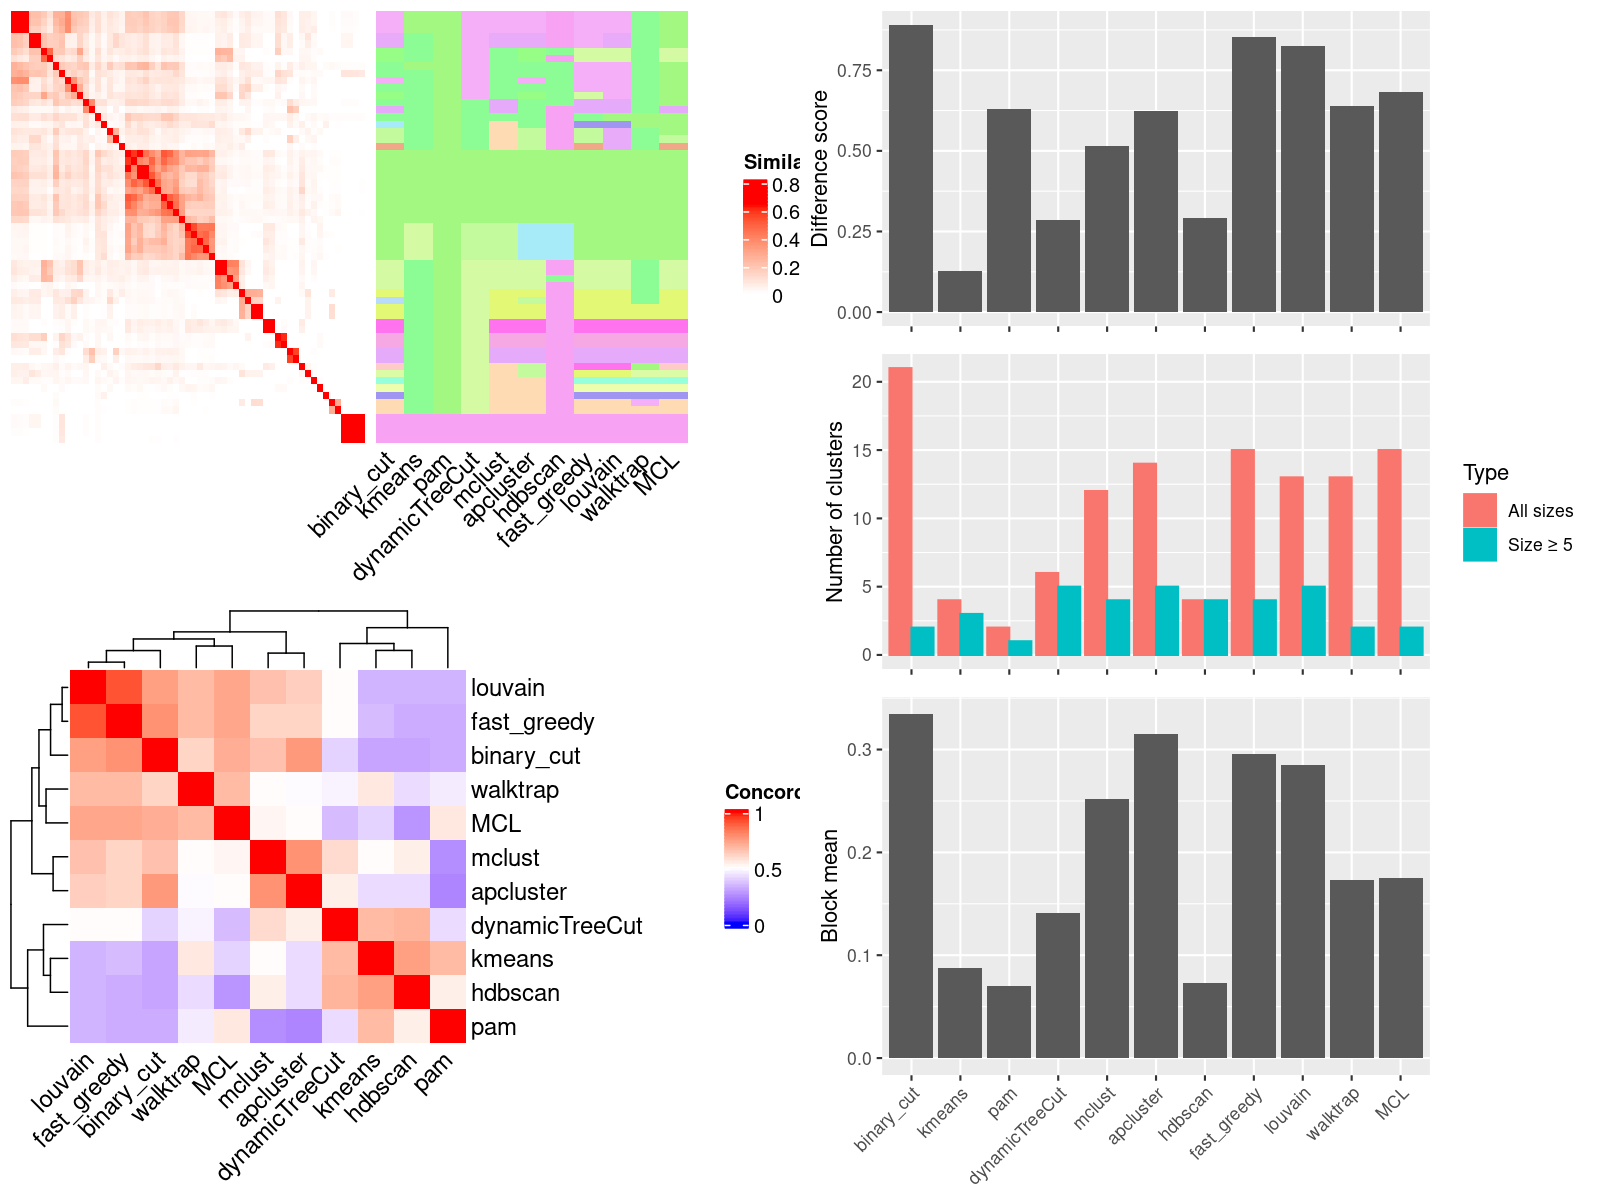 Simila
0.8
0.6
0.4
0.2
0
binary_cut
kmeans
pam
dynamicTreeCut
mclust
apcluster
hdbscan
fast_greedy
louvain
walktrap
MCL
louvain
fast_greedy
binary_cut
walktrap
MCL
mclust
apcluster
dynamicTreeCut
kmeans
hdbscan
pam
louvain
fast_greedy
binary_cut
walktrap
MCL
mclust
apcluster
dynamicTreeCut
kmeans
hdbscan
pam
Concord
1
0.5
0
Difference score
0.75
0.50
0.25
0.00
Number of clusters
20
15
10
5
0
Type
All sizes
Size ≥ 5
Block mean
0.3
0.2
0.1
0.0
binary_cut
kmeans
pam
dynamicTreeCut
mclust
apcluster
hdbscan
fast_greedy
louvain
walktrap
MCL